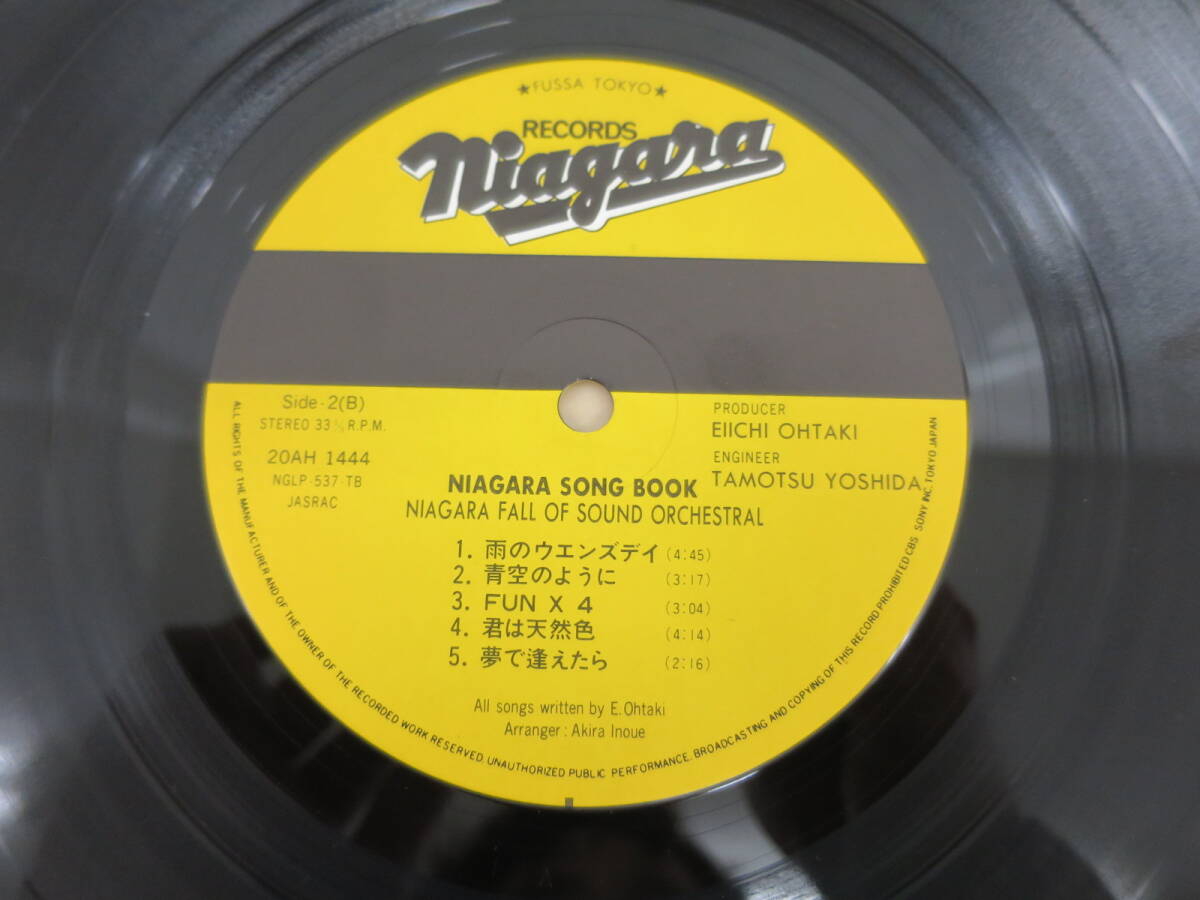 ★FUSSA TOKYO★
RECORDS
Niagara
Side-2(B)
STEREO 33 1/3 R.P.M.
20AH 1444
NGLP-537-TB
JASRAC
PRODUCER
EIICHI OHTAKI
ENGINEER
TAMOTSU YOSHIDA
NIAGARA SONG BOOK
NIAGARA FALL OF SOUND ORCHESTRAL
1. 雨のウエンズデイ (4:45)
2. 青空のように (3:17)
3. FUN X 4 (3:04)
4. 君は天然色 (4:14)
5. 夢で逢えたら (2:16)
All songs written by E.Ohtaki
Arranger : Akira Inoue
ALL RIGHTS OF THE MANUFACTURER AND OF THE OWNER OF THE RECORDED WORK RESERVED. UNAUTHORIZED PUBLIC PERFORMANCE. BROADCASTING AND COPYING OF THIS RECORD PROHIBITED CBS SONY INC. TOKYO JAPAN